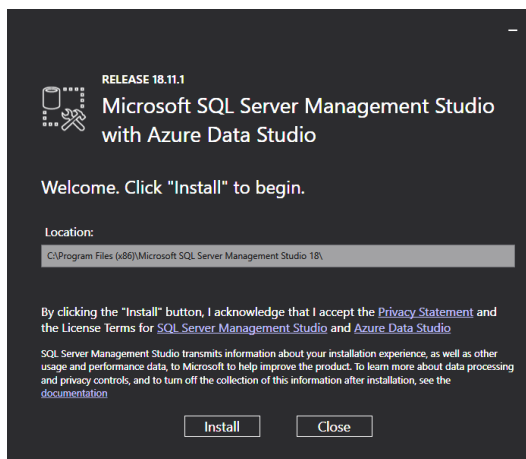 RELEASE 18.11.1
Microsoft SQL Server Management Studio
with Azure Data Studio
Welcome. Click "Install" to begin.
Location:
C:\Program Files (x86)\Microsoft SQL Server Management Studio 18\
By clicking the "Install" button, I acknowledge that I accept the Privacy Statement and
the License Terms for SQL Server Management Studio and Azure Data Studio
SQL Server Management Studio transmits information about your installation experience, as well as other
usage and performance data, to Microsoft to help improve the product. To learn more about data processing
and privacy controls, and to turn off the collection of this information after installation, see the
documentation
Install
Close